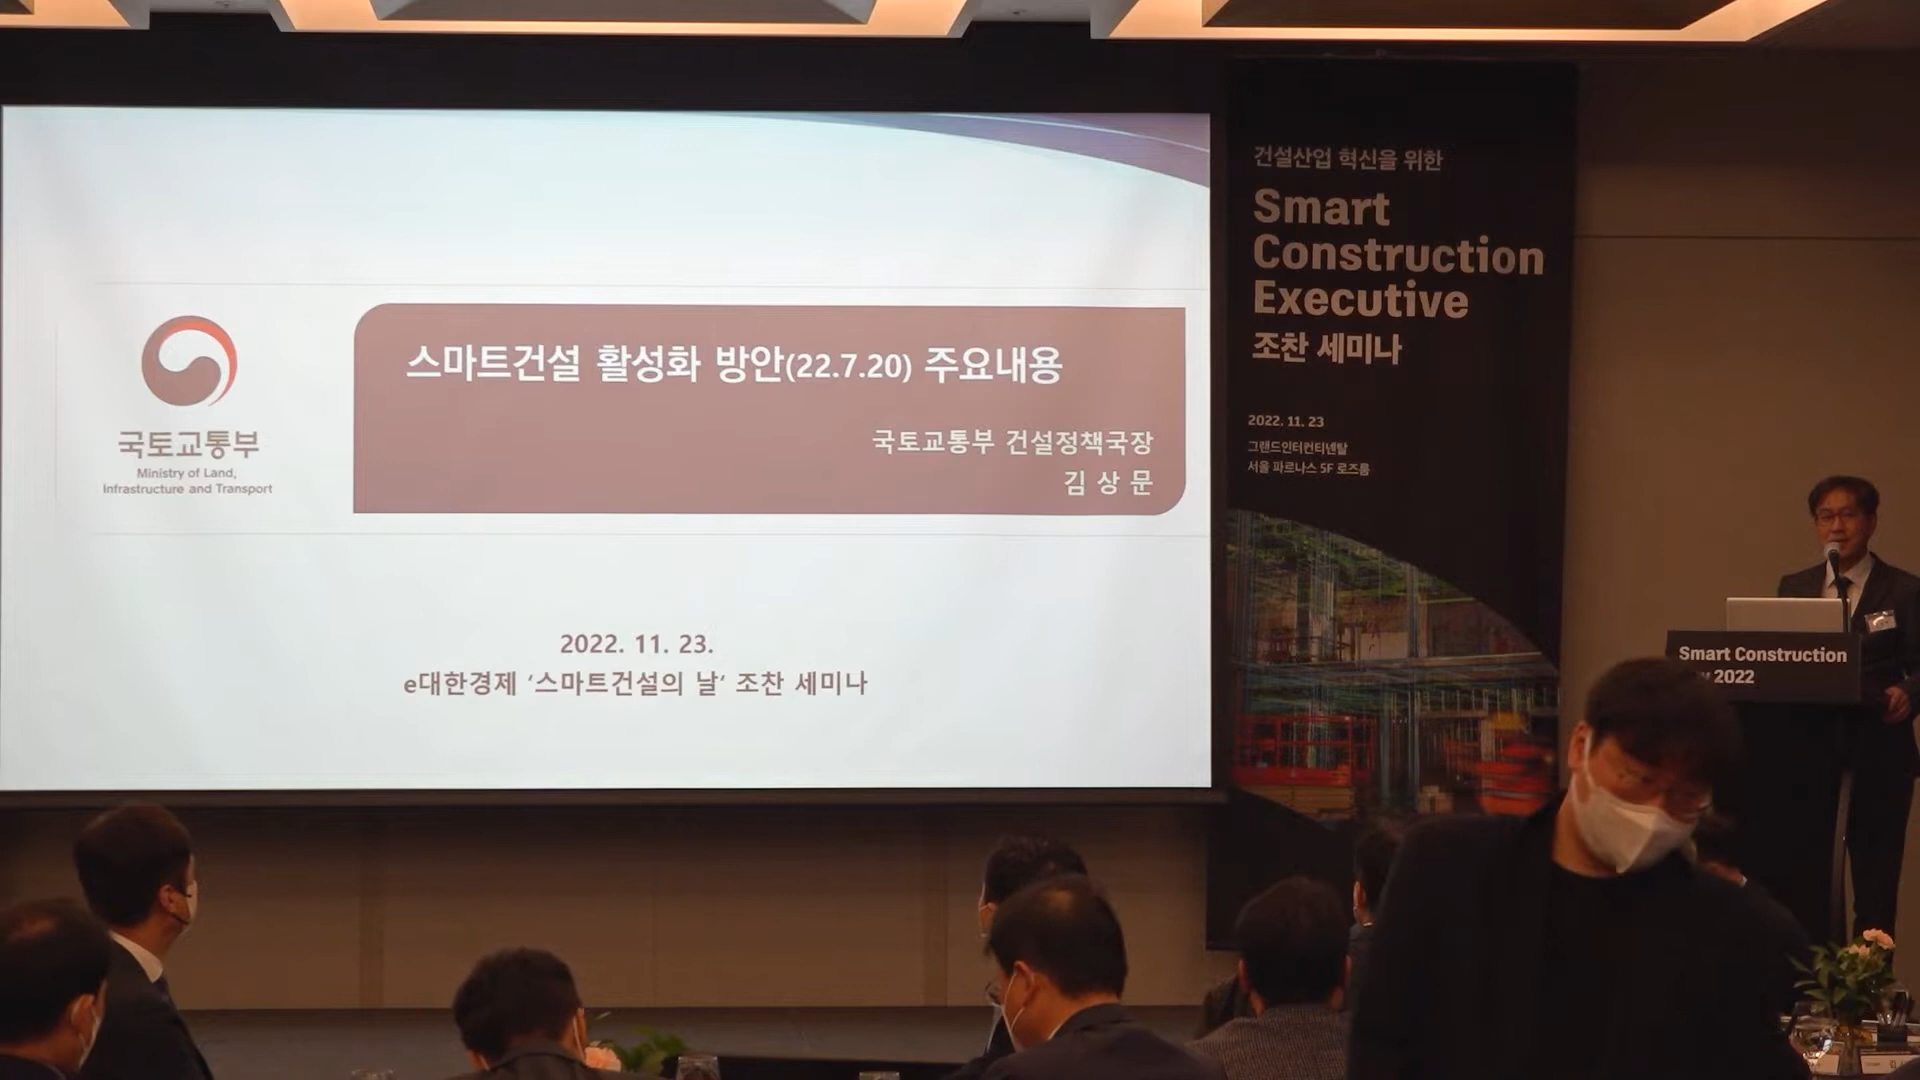 국토교통부
Ministry of Land,
Infrastructure and Transport
스마트건설 활성화 방안(22.7.20) 주요내용
국토교통부 건설정책국장
김 상 문
2022. 11. 23.
e대한경제 ‘스마트건설의 날‘ 조찬 세미나
건설산업 혁신을 위한
Smart
Construction
Executive
조찬 세미나
2022. 11. 23
그랜드인터컨티넨탈
서울 파르나스 5F 로즈룸
Smart Construction
2022